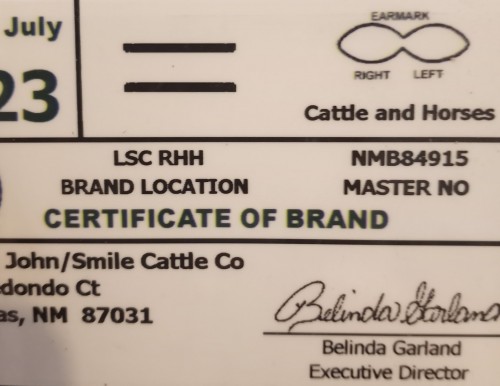 July
23
EARMARK
RIGHT LEFT
Cattle and Horses
LSC RHH
BRAND LOCATION
NMB84915
MASTER NO
CERTIFICATE OF BRAND
John/Smile Cattle Co
edondo Ct
as, NM 87031
Belinda Garland
Belinda Garland
Executive Director